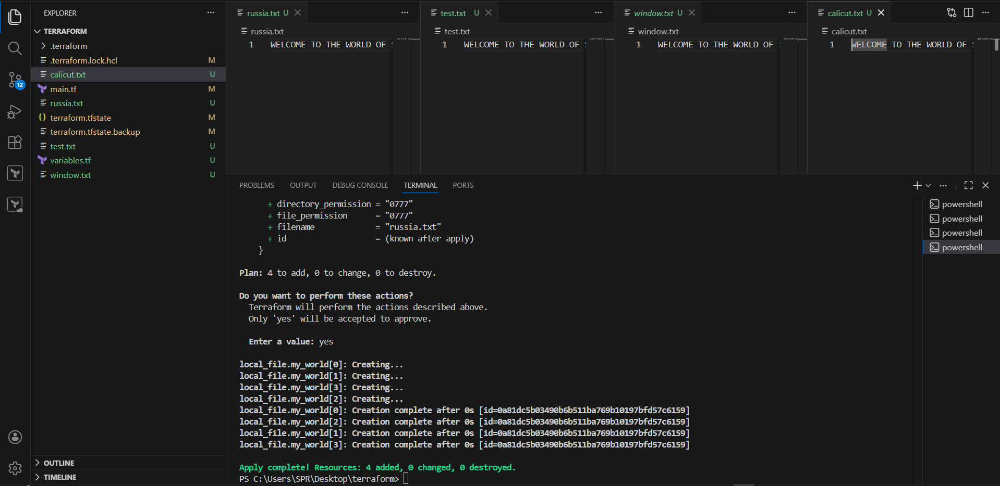 EXPLORER
TERRAFORM
.terraform
.terraform.lock.hcl M
calicut.txt U
main.tf M
russia.txt U
terraform.tfstate M
terraform.tfstate.backup M
test.txt U
variables.tf U
window.txt U
12
OUTLINE
TIMELINE
russia.txt U
russia.txt
1 WELCOME TO THE WORLD OF
test.txt U
test.txt
1 WELCOME TO THE WORLD OF
window.txt U
window.txt
1 WELCOME TO THE WORLD OF
calicut.txt U
calicut.txt
1 WELCOME TO THE WORLD OF
PROBLEMS OUTPUT DEBUG CONSOLE TERMINAL PORTS
+ directory_permission = "0777"
+ file_permission = "0777"
+ filename = "russia.txt"
+ id = (known after apply)
}
Plan: 4 to add, 0 to change, 0 to destroy.
Do you want to perform these actions?
Terraform will perform the actions described above.
Only 'yes' will be accepted to approve.
Enter a value: yes
local_file.my_world[0]: Creating...
local_file.my_world[1]: Creating...
local_file.my_world[3]: Creating...
local_file.my_world[2]: Creating...
local_file.my_world[0]: Creation complete after 0s [id=0a81dc5b03490b6b511ba769b10197bfd57c6159]
local_file.my_world[2]: Creation complete after 0s [id=0a81dc5b03490b6b511ba769b10197bfd57c6159]
local_file.my_world[1]: Creation complete after 0s [id=0a81dc5b03490b6b511ba769b10197bfd57c6159]
local_file.my_world[3]: Creation complete after 0s [id=0a81dc5b03490b6b511ba769b10197bfd57c6159]
Apply complete! Resources: 4 added, 0 changed, 0 destroyed.
PS C:\Users\SPR\Desktop\terraform>
powershell
powershell
powershell
powershell